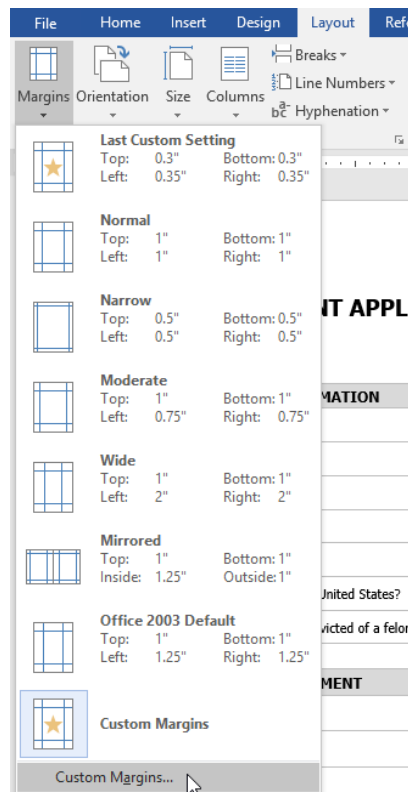 File Home Insert Design Layout Ref
Breaks
Line Numbers
Margins Orientation Size Columns
Hyphenation
Last Custom Setting
Top: 0.3" Bottom: 0.3"
Left: 0.35" Right: 0.35"
Normal
Top: 1" Bottom: 1"
Left: 1" Right: 1"
Narrow
Top: 0.5" Bottom: 0.5"
Left: 0.5" Right: 0.5"
Moderate
Top: 1" Bottom: 1"
Left: 0.75" Right: 0.75"
Wide
Top: 1" Bottom: 1"
Left: 2" Right: 2"
Mirrored
Top: 1" Bottom: 1"
Inside: 1.25" Outside: 1"
Office 2003 Default
Top: 1" Bottom: 1"
Left: 1.25" Right: 1.25"
Custom Margins
Custom Margins...
NT APPL
MATION
United States?
victed of a felon
MENT